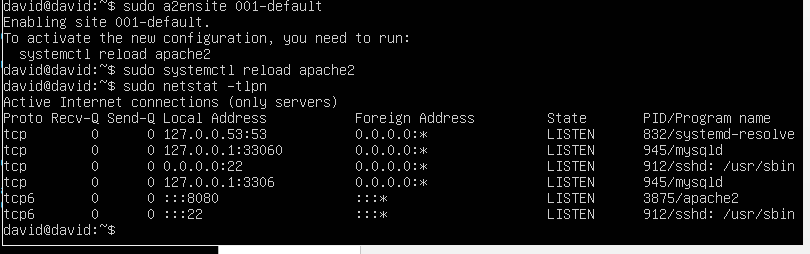 david@david:~$ sudo a2ensite 001-default
Enabling site 001-default.
To activate the new configuration, you need to run:
  systemctl reload apache2
david@david:~$ sudo systemctl reload apache2
david@david:~$ sudo netstat -tlpn
Active Internet connections (only servers)
Proto Recv-Q Send-Q Local Address           Foreign Address         State       PID/Program name
tcp        0      0 127.0.0.53:53           0.0.0.0:*               LISTEN      832/systemd-resolve
tcp        0      0 127.0.0.1:33060         0.0.0.0:*               LISTEN      945/mysqld
tcp        0      0 0.0.0.0:22              0.0.0.0:*               LISTEN      912/sshd: /usr/sbin
tcp        0      0 127.0.0.1:3306          0.0.0.0:*               LISTEN      945/mysqld
tcp6       0      0 :::8080                 :::*                    LISTEN      3875/apache2
tcp6       0      0 :::22                   :::*                    LISTEN      912/sshd: /usr/sbin
david@david:~$